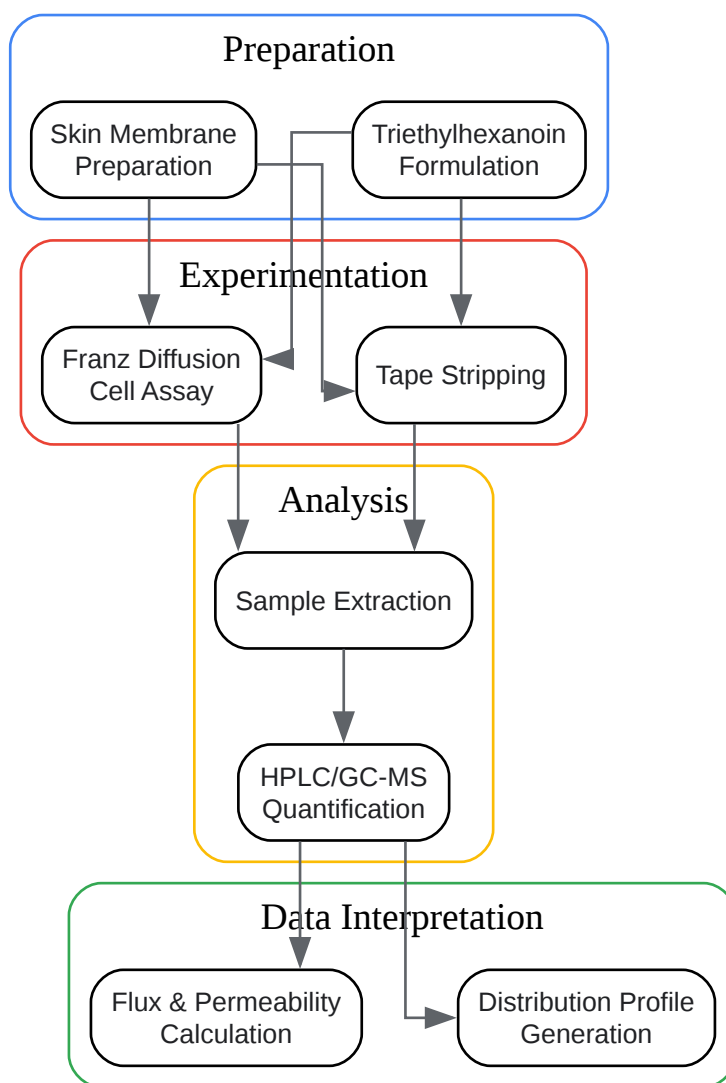 Preparation
Skin Membrane
Preparation
Triethylhexanoin
Formulation
Experimentation
Franz Diffusion
Cell Assay
Tape Stripping
Analysis
Sample Extraction
HPLC/GC-MS
Quantification
Data Interpretation
Flux & Permeability
Calculation
Distribution Profile
Generation